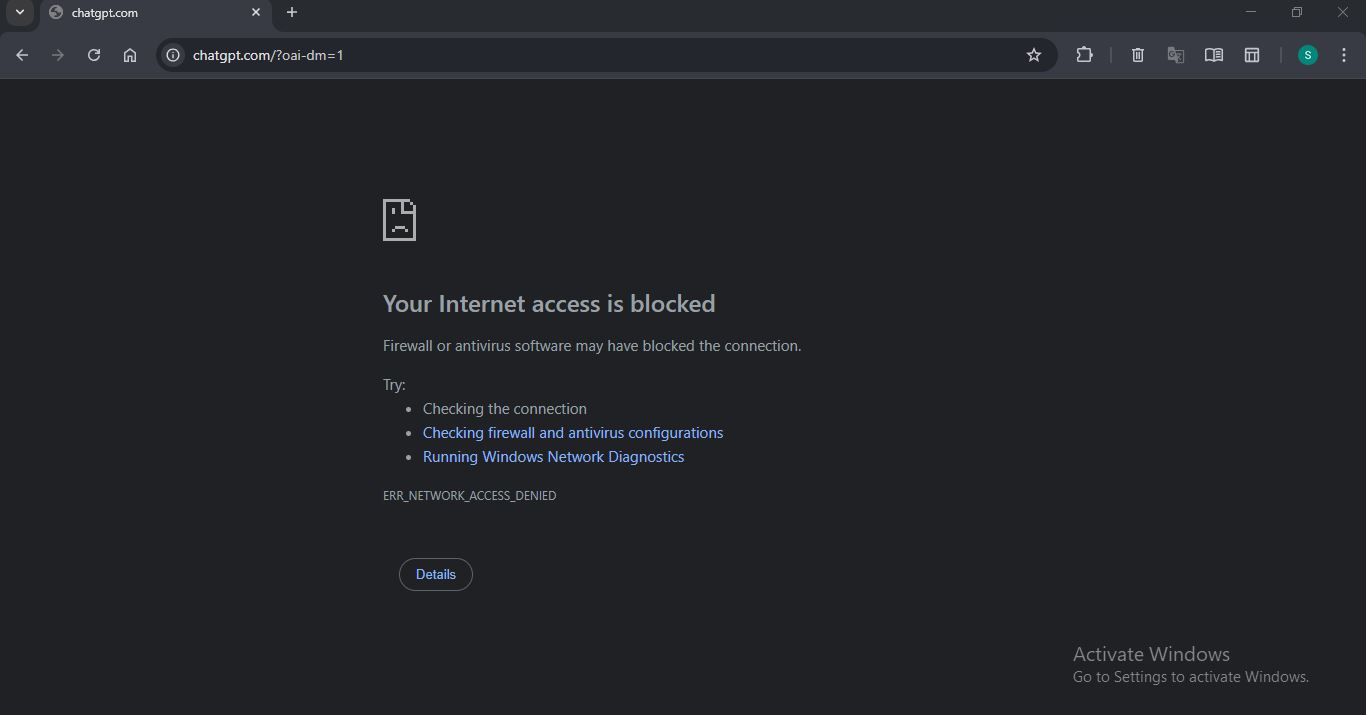 chatgpt.com
chatgpt.com/?oai-dm=1
S
Your Internet access is blocked
Firewall or antivirus software may have blocked the connection.
Try:
Checking the connection
Checking firewall and antivirus configurations
Running Windows Network Diagnostics
ERR_NETWORK_ACCESS_DENIED
Details
Activate Windows
Go to Settings to activate Windows.